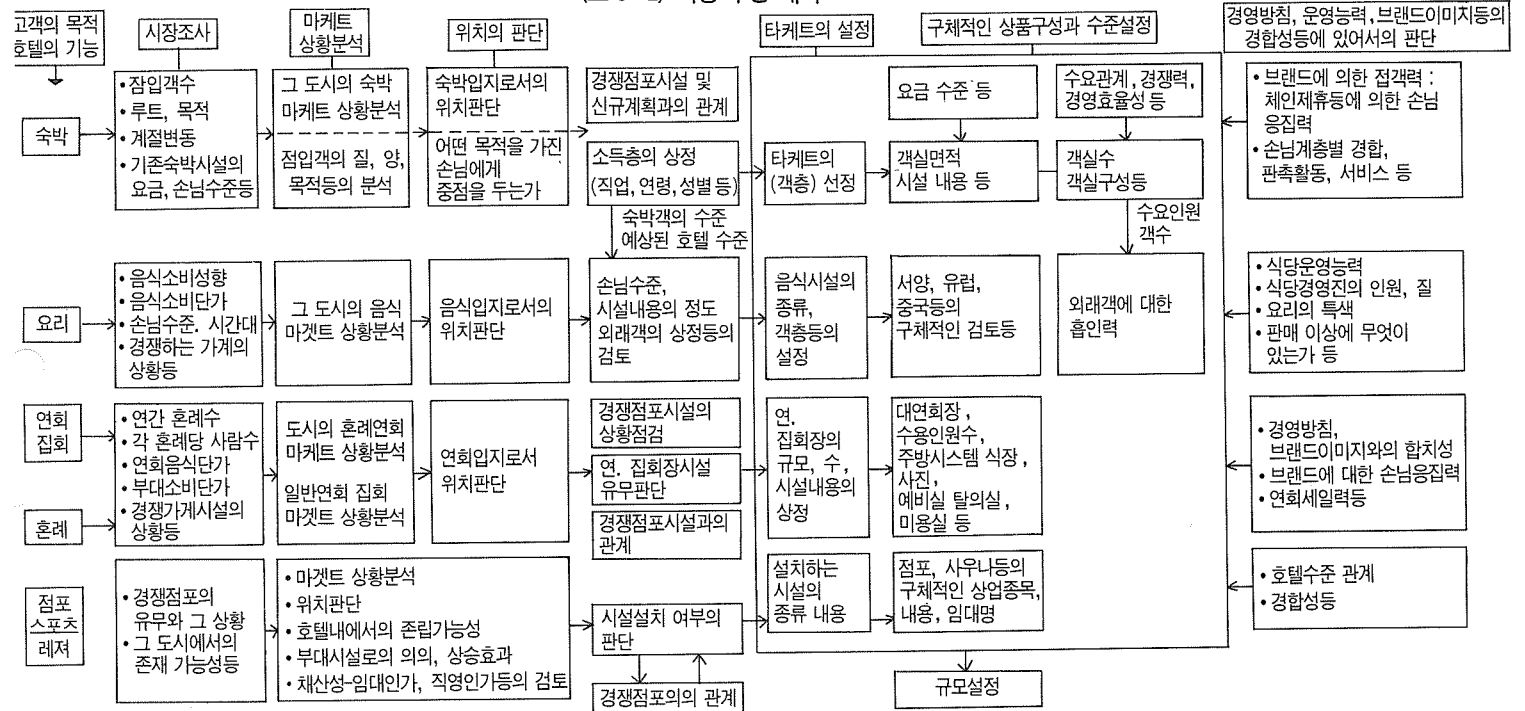 고객의 목적
호텔의 기능
시장조사
마케트
상황분석
위치의 판단
타케트의 설정
구체적인 상품구성과 수준설정
경영방침, 운영능력, 브랜드이미지등의
경합성등에 있어서의 판단
숙박
• 잠입객수
• 루트, 목적
• 계절변동
• 기존숙박시설의
요금, 손님수준등
그 도시의 숙박
마케트 상황분석
점입객의 질, 양,
목적등의 분석
숙박입지로서의
위치판단
어떤 목적을 가진
손님에게
중점을 두는가
경쟁점포시설 및
신규계획과의 관계
소득층의 상정
(직업, 연령, 성별 등)
숙박객의 수준
예상된 호텔 수준
타케트의
(객층) 선정
요금 수준 등
객실면적
시설 내용 등
수요관계, 경쟁력,
경영효율성 등
객실수
객실구성등
수요인원
객수
• 브랜드에 의한 접객력 :
체인제휴등에 의한 손님
응집력
• 손님계층별 경합,
판촉활동, 서비스 등
요리
• 음식소비성향
• 음식소비단가
• 손님수준. 시간대
• 경쟁하는 가게의
상황등
그 도시의 음식
마겟트 상황분석
음식입지로서의
위치판단
손님수준,
시설내용의 정도
외래객의 상정등의
검토
음식시설의
종류,
객층등의
설정
서양, 유럽,
중국등의
구체적인 검토등
외래객에 대한
흡인력
• 식당운영능력
• 식당경영진의 인원, 질
• 요리의 특색
• 판매 이상에 무엇이
있는가 등
연회
집회
혼례
• 연간 혼례수
• 각 혼례당 사람수
• 연회음식단가
• 부대소비단가
• 경쟁가게시설의
상황등
도시의 혼례연회
마케트 상황분석
일반연회 집회
마겟트 상황분석
연회입지로서
위치판단
경쟁점포시설의
상황점검
연. 집회장시설
유무판단
경쟁점포시설과의
관계
연.
집회장의
규모, 수,
시설내용의
상정
대연회장,
수용인원수,
주방시스템 식장,
사진,
예비실 탈의실,
미용실 등
• 경영방침,
브랜드이미지와의 합치성
• 브랜드에 대한 손님응집력
• 연회세일력등
점포
스포츠
레져
• 경쟁점포의
유무와 그 상황
• 그 도시에서의
존재 가능성등
• 마겟트 상황분석
• 위치판단
• 호텔내에서의 존립가능성
• 부대시설로의 의의, 상승효과
• 채산성-임대인가, 직영인가등의 검토
시설설치 여부의
판단
경쟁점포의의 관계
설치하는
시설의
종류 내용
점포, 사우나등의
구체적인 상업종목,
내용, 임대명
• 호텔수준 관계
• 경합성등
규모설정